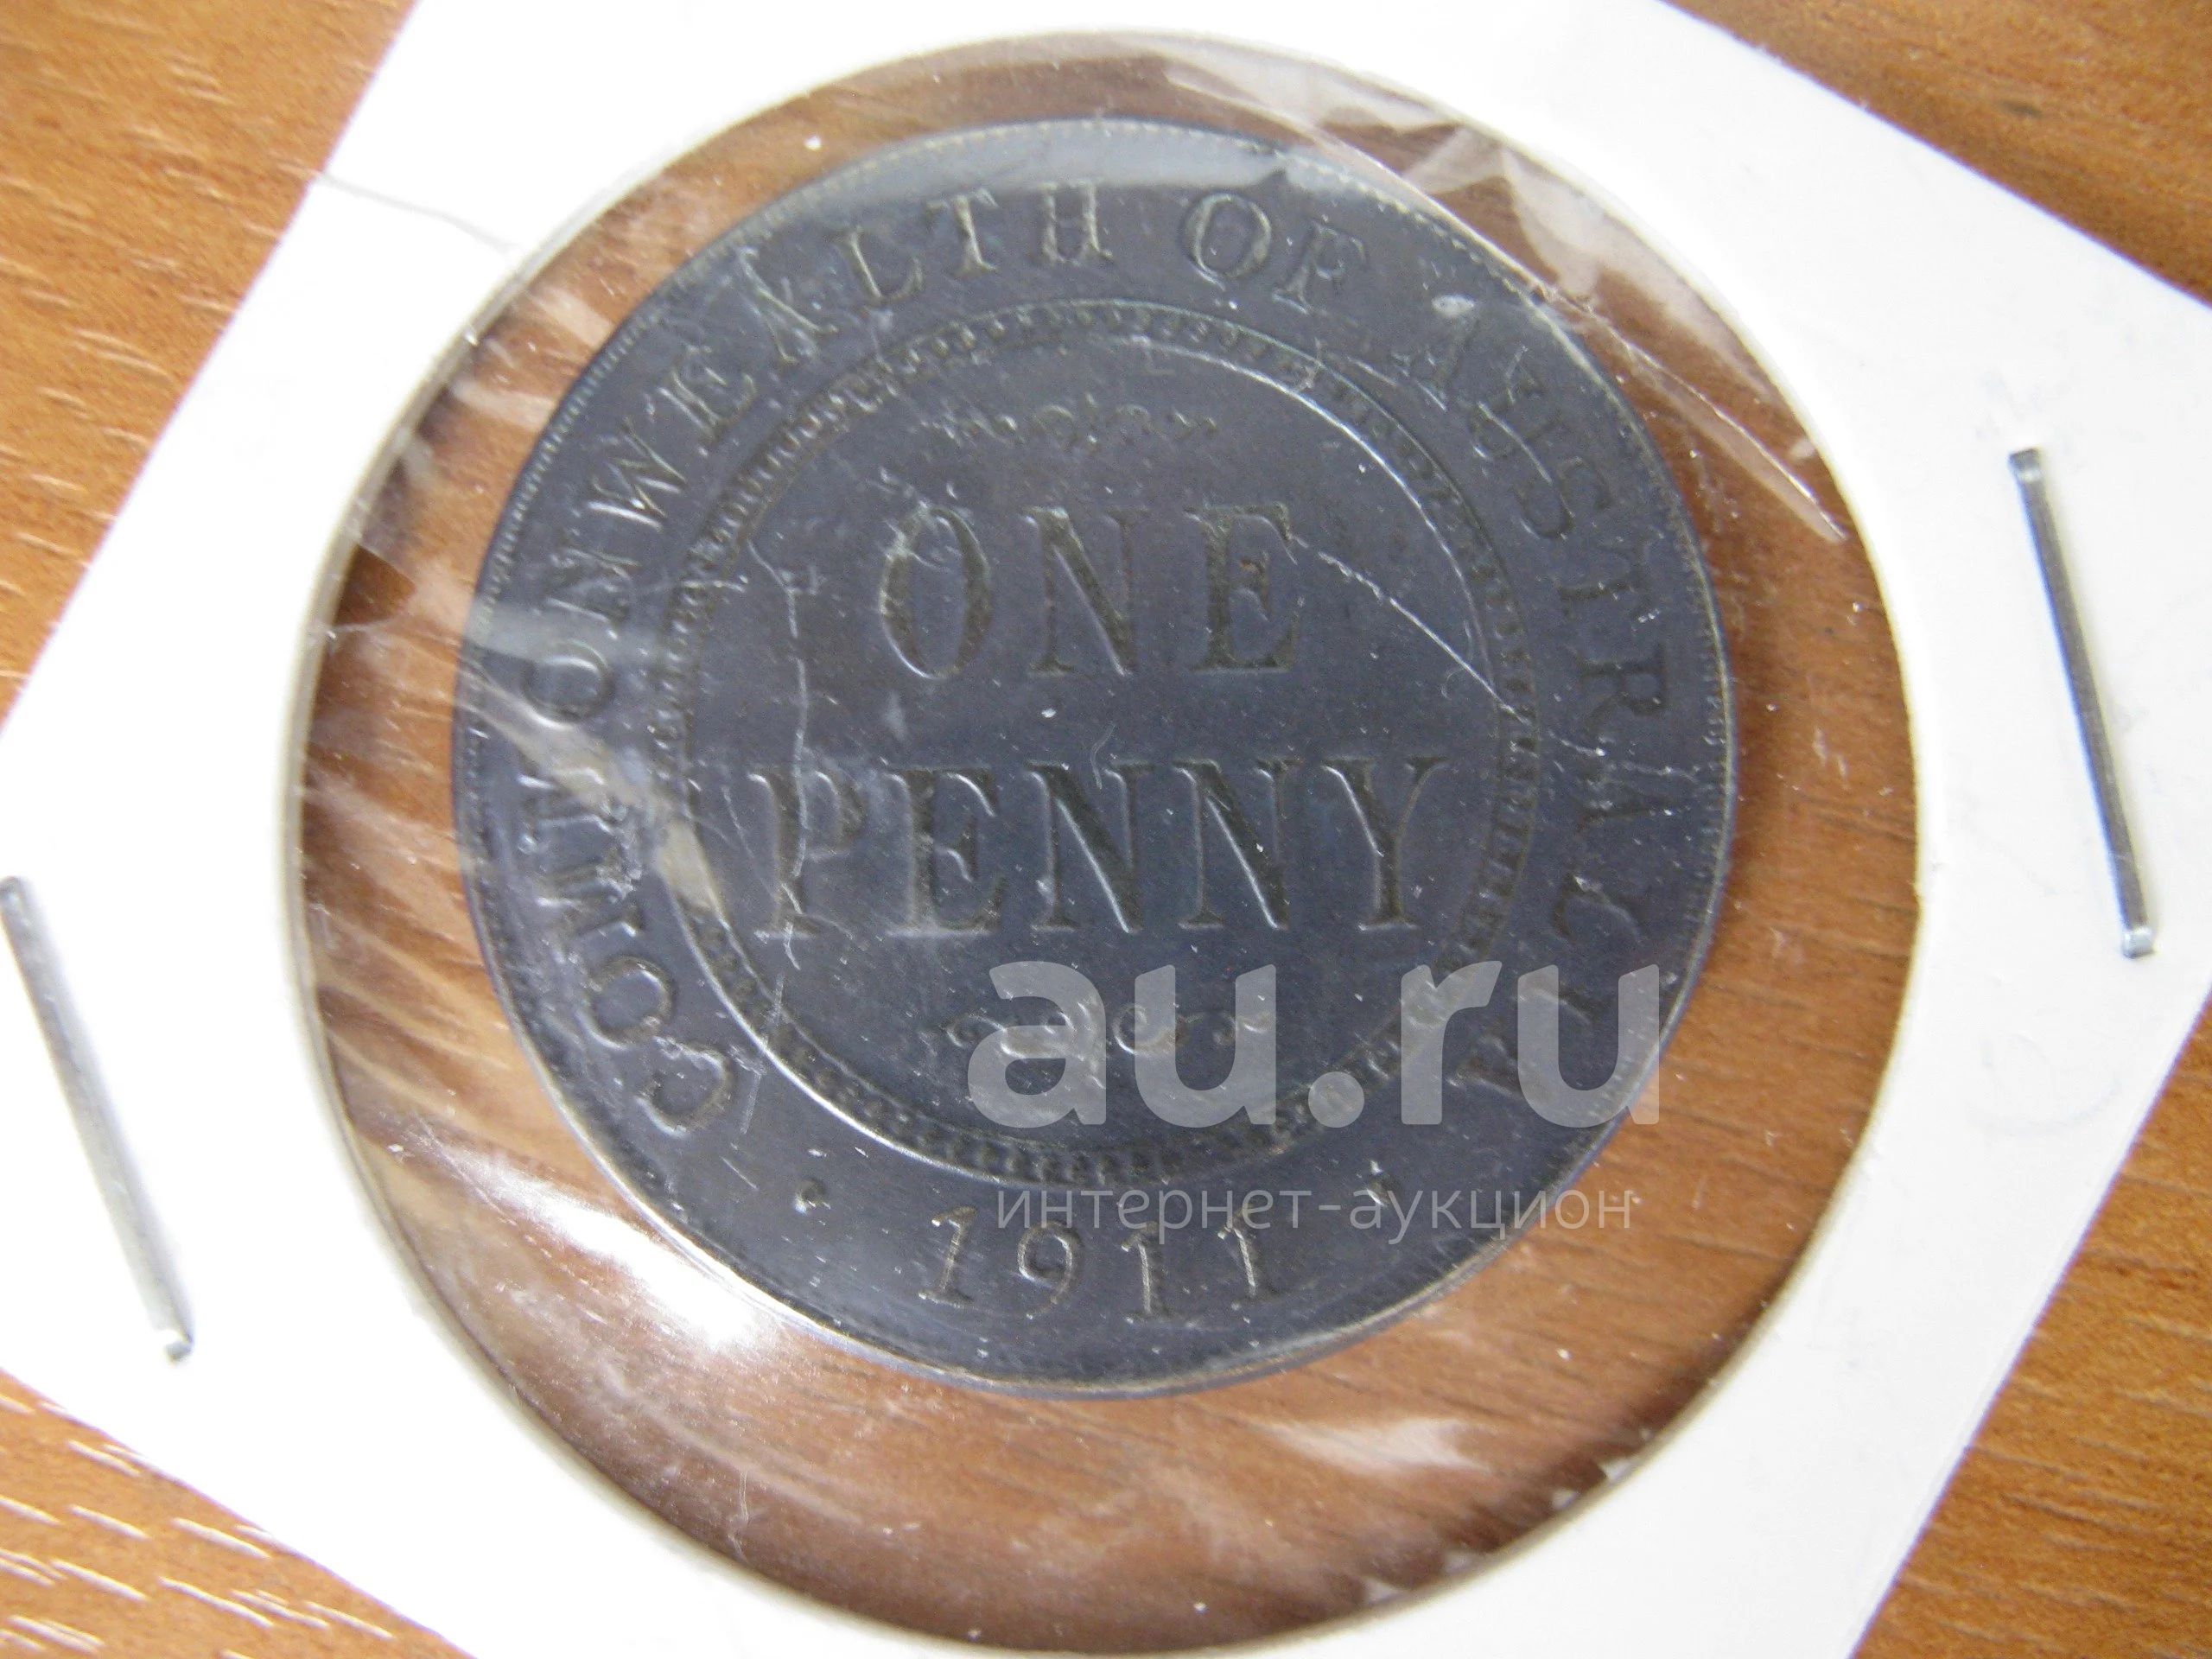 COMMONWEALTH OF AUSTRALIA
ONE
PENNY
1911
au.ru
интернет-аукцион